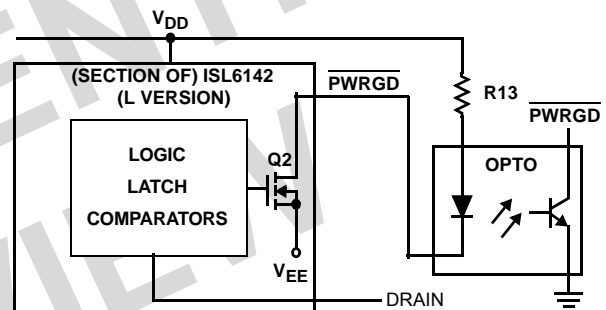 VDD
(SECTION OF) ISL6142
(L VERSION)
PWRGD
R13
PWRGD
OPTO
LOGIC
LATCH
COMPARATORS
Q2
VEE
DRAIN